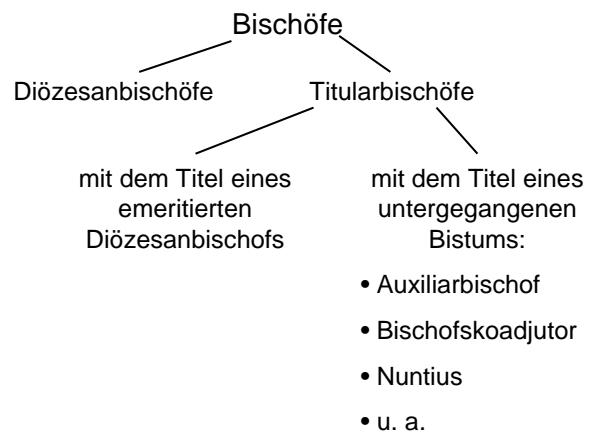 Bischöfe
Diözesanbischöfe
Titularbischöfe
mit dem Titel eines
emeritierten
Diözesanbischofs
mit dem Titel eines
untergegangenen
Bistums:
• Auxiliarbischof
• Bischofskoadjutor
• Nuntius
• u. a.